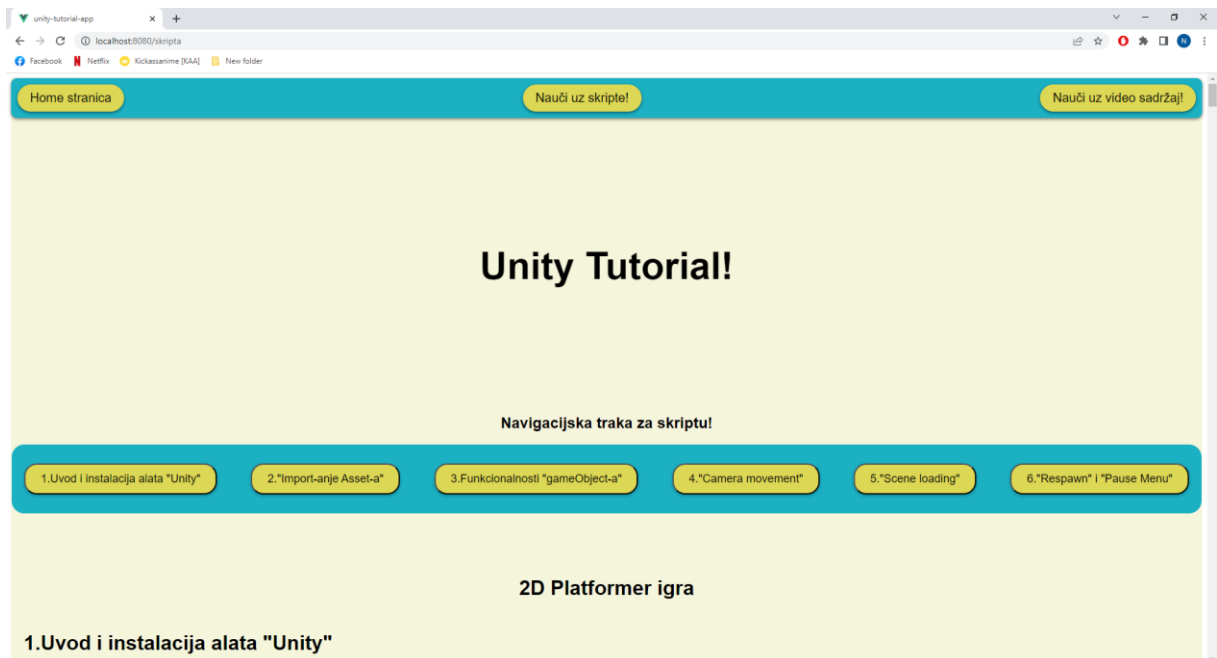 unity-tutorial-app
localhost:8080/skripta
Facebook Netflix Kickassanime [KAA] New folder
N
Home stranica Nauči uz skripte! Nauči uz video sadržaj!
Unity Tutorial!
Navigacijska traka za skriptu!
1.Uvod i instalacija alata "Unity" 2."Import-anje Asset-a" 3.Funkcionalnosti "gameObject-a" 4."Camera movement" 5."Scene loading" 6."Respawn" i "Pause Menu"
2D Platformer igra
1.Uvod i instalacija alata "Unity"